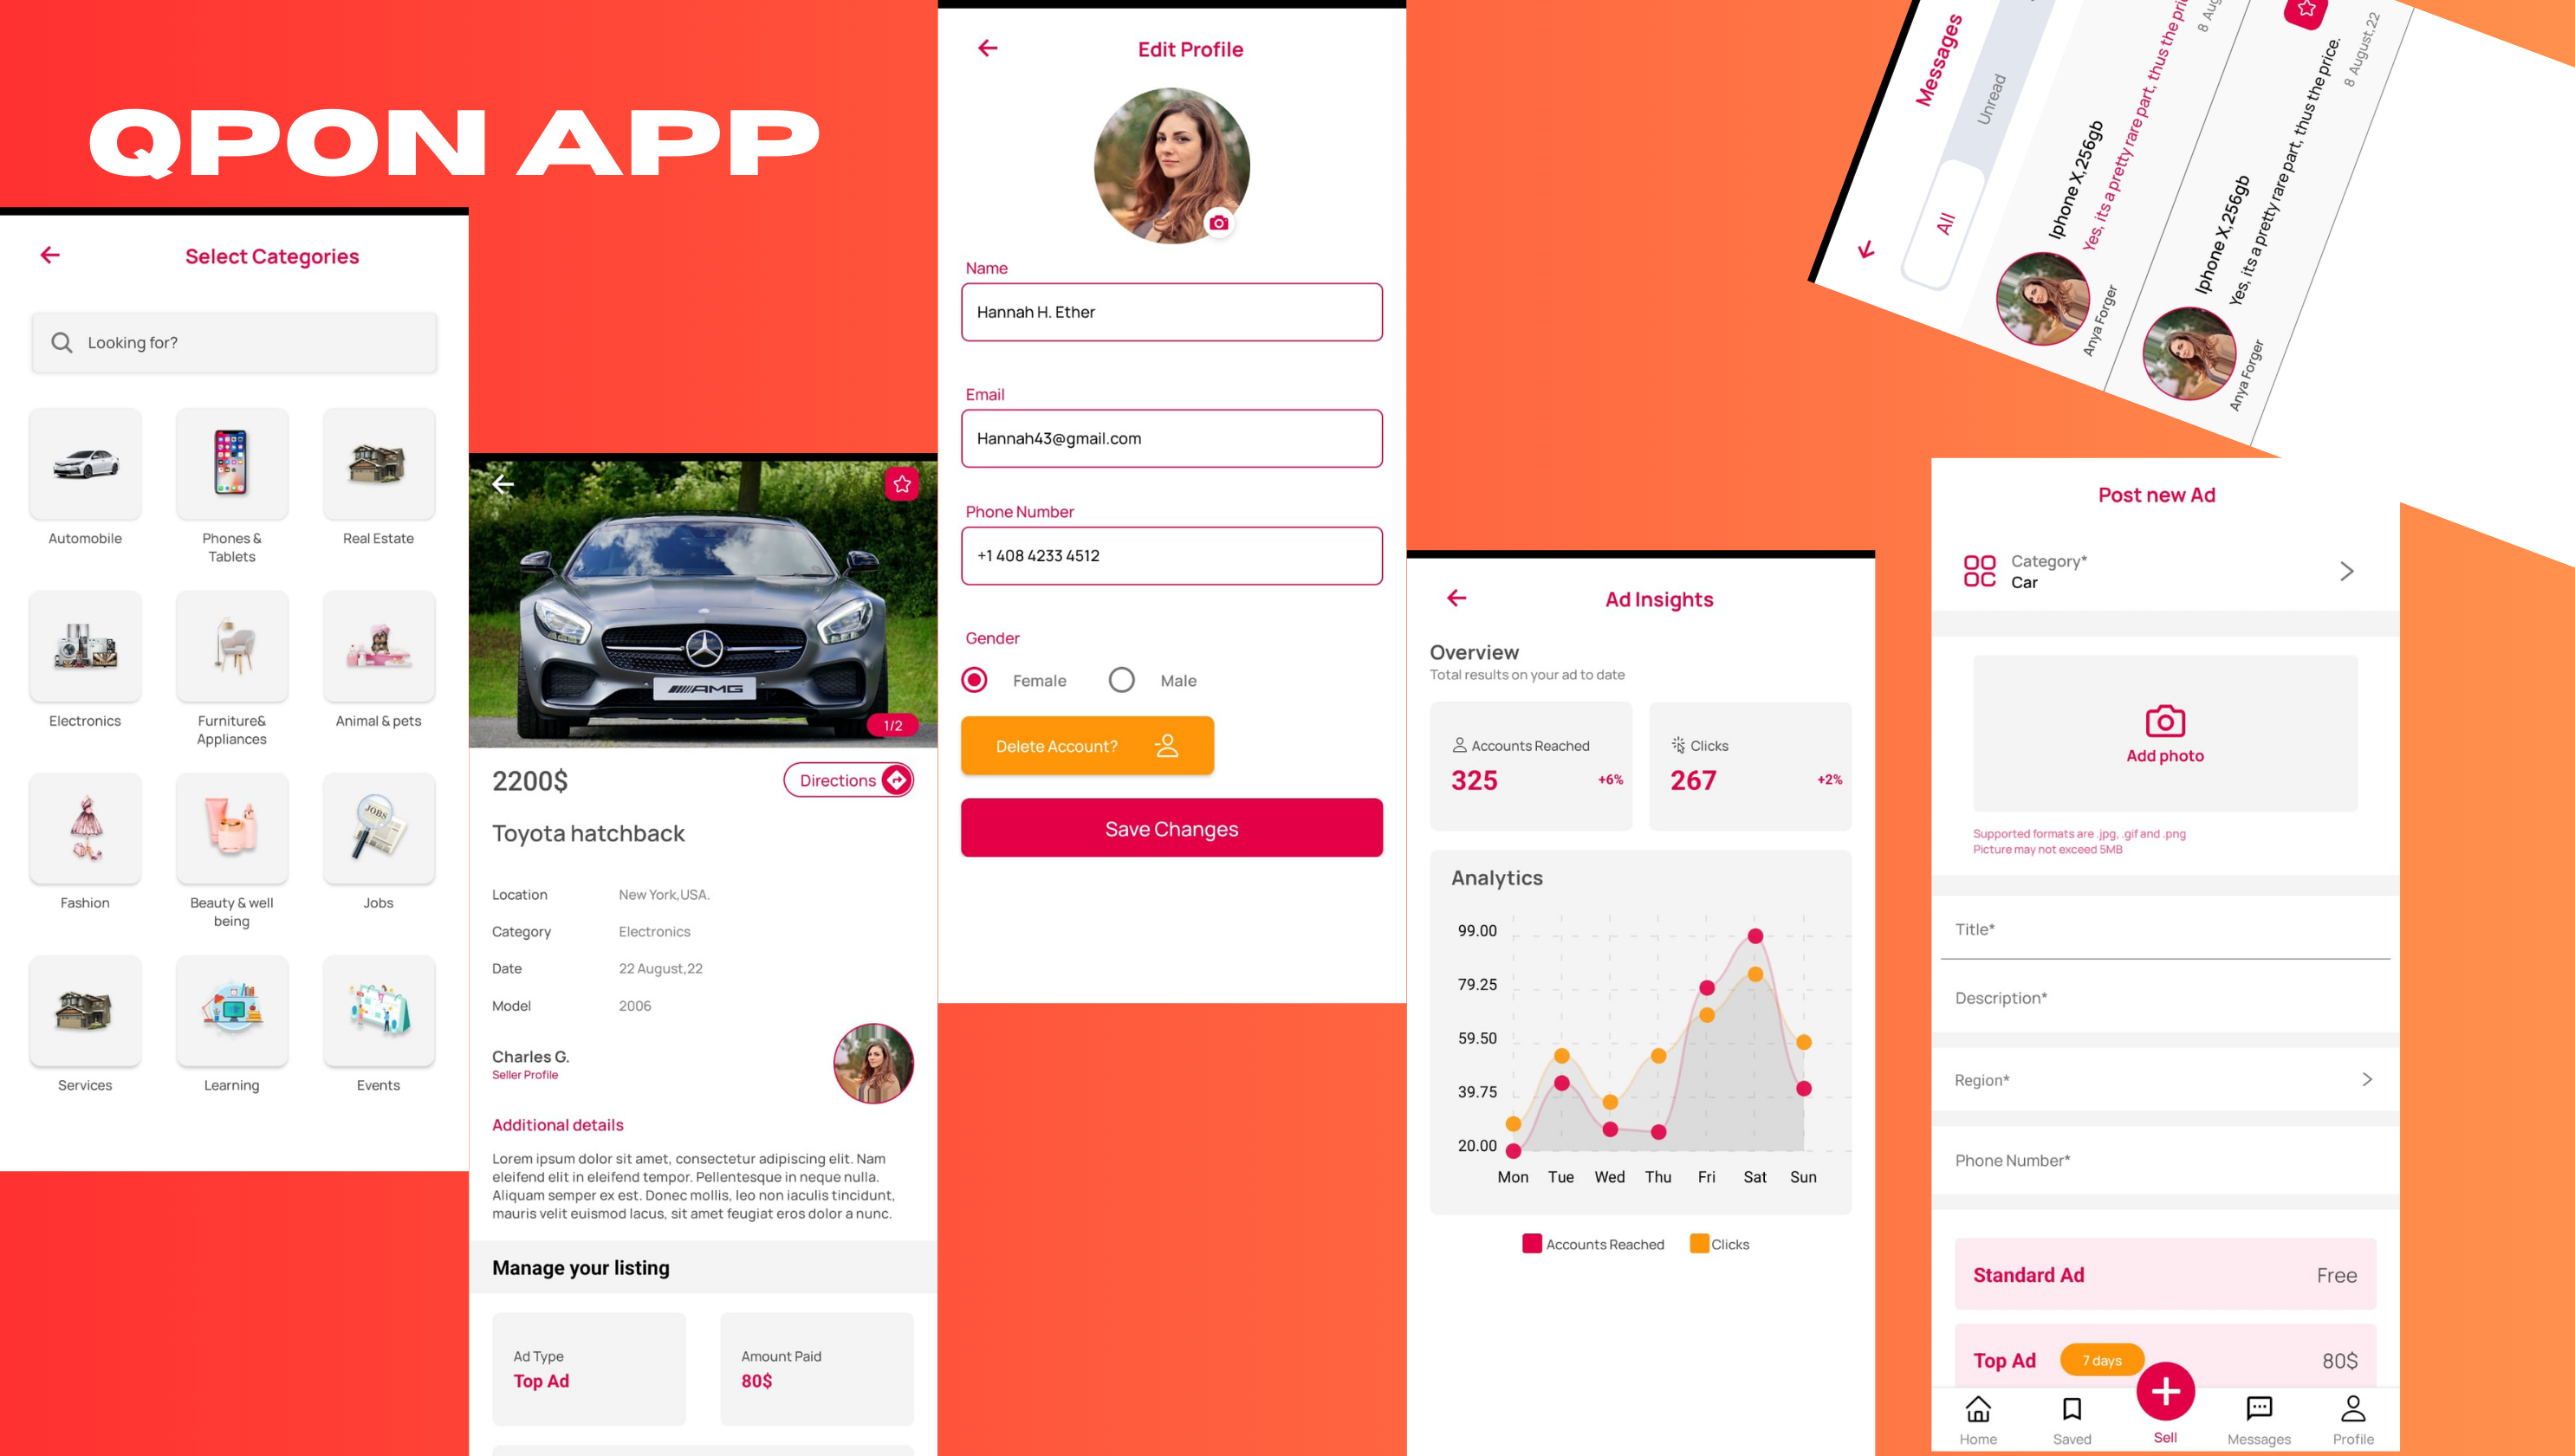 QPON APP
Select Categories
Looking for?
Automobile
Phones &
Tablets
Real Estate
Electronics
Furniture&
Appliances
Animal & pets
Fashion
Beauty & well
being
JOBS
Jobs
Services
Learning
Events
AMG
1/2
2200$
Directions
Toyota hatchback
Location New York,USA.
Category Electronics
Date 22 August,22
Model 2006
Charles G.
Seller Profile
Additional details
Lorem ipsum dolor sit amet, consectetur adipiscing elit. Nam
eleifend elit in eleifend tempor. Pellentesque in neque nulla.
Aliquam semper ex est. Donec mollis, leo non iaculis tincidunt,
mauris velit euismod lacus, sit amet feugiat eros dolor a nunc.
Manage your listing
Ad Type
Top Ad
Amount Paid
80$
Edit Profile
Name
Hannah H. Ether
Email
Hannah43@gmail.com
Phone Number
+1 408 4233 4512
Gender
Female Male
Delete Account?
Save Changes
Ad Insights
Overview
Total results on your ad to date
Accounts Reached
325 +6%
Clicks
267 +2%
Analytics
99.00
79.25
59.50
39.75
20.00
Mon Tue Wed Thu Fri Sat Sun
Accounts Reached Clicks
Messages
All Unread
Iphone X,256gb
Yes, its a pretty rare part, thus the
Anya Forger
8
Iphone X,256gb
Yes, its a pretty rare part, thus the price.
Anya Forger
8 August,22
Post new Ad
Category*
Car
Add photo
Supported formats are .jpg, .gif and .png
Picture may not exceed 5MB
Title*
Description*
Region*
Phone Number*
Standard Ad Free
Top Ad 7 days 80$
Home Saved Sell Messages Profile